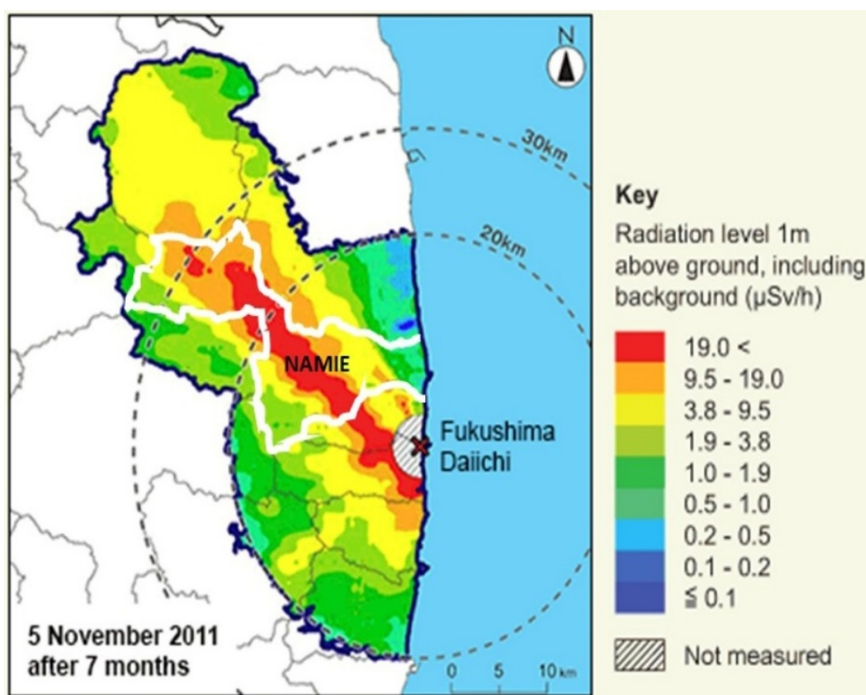 N
30km
20km
NAMIE
Fukushima
Daiichi
5 November 2011
after 7 months
0 5 10 km
Key
Radiation level 1m
above ground, including
background (µSv/h)
19.0 <
9.5 - 19.0
3.8 - 9.5
1.9 - 3.8
1.0 - 1.9
0.5 - 1.0
0.2 - 0.5
0.1 - 0.2
≦ 0.1
Not measured